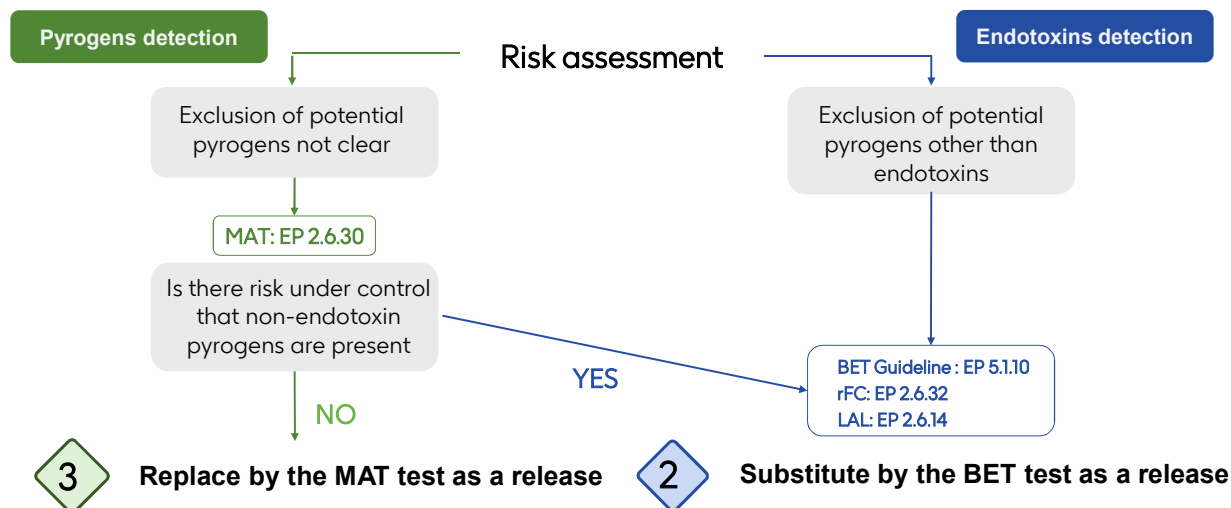 Pyrogens detection
Risk assessment
Endotoxins detection
Exclusion of potential
pyrogens not clear
Exclusion of potential
pyrogens other than
endotoxins
MAT: EP 2.6.30
Is there risk under control
that non-endotoxin
pyrogens are present
YES
BET Guideline : EP 5.1.10
rFC: EP 2.6.32
LAL: EP 2.6.14
NO
3
Replace by the MAT test as a release
2
Substitute by the BET test as a release